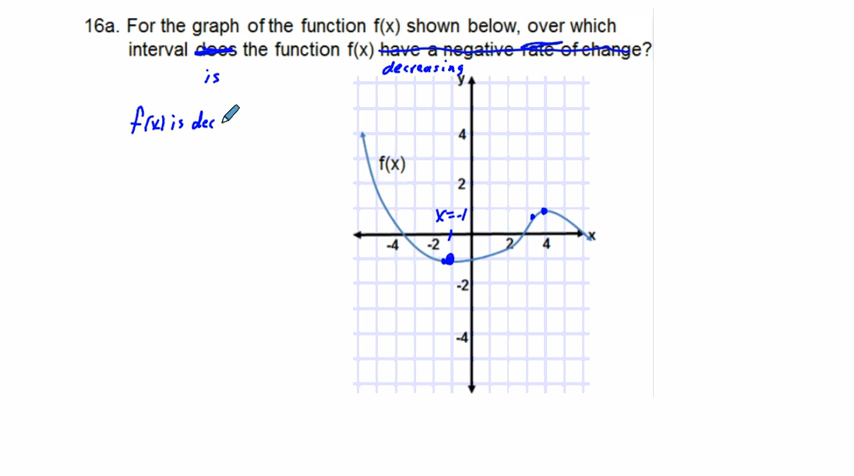 16a. For the graph of the function f(x) shown below, over which
interval does the function f(x) have a negative rate of change?
is
decreasing
y
f(x) is dec
4
f(x)
2
x=-1
-4 -2 2 4 x
-2
-4